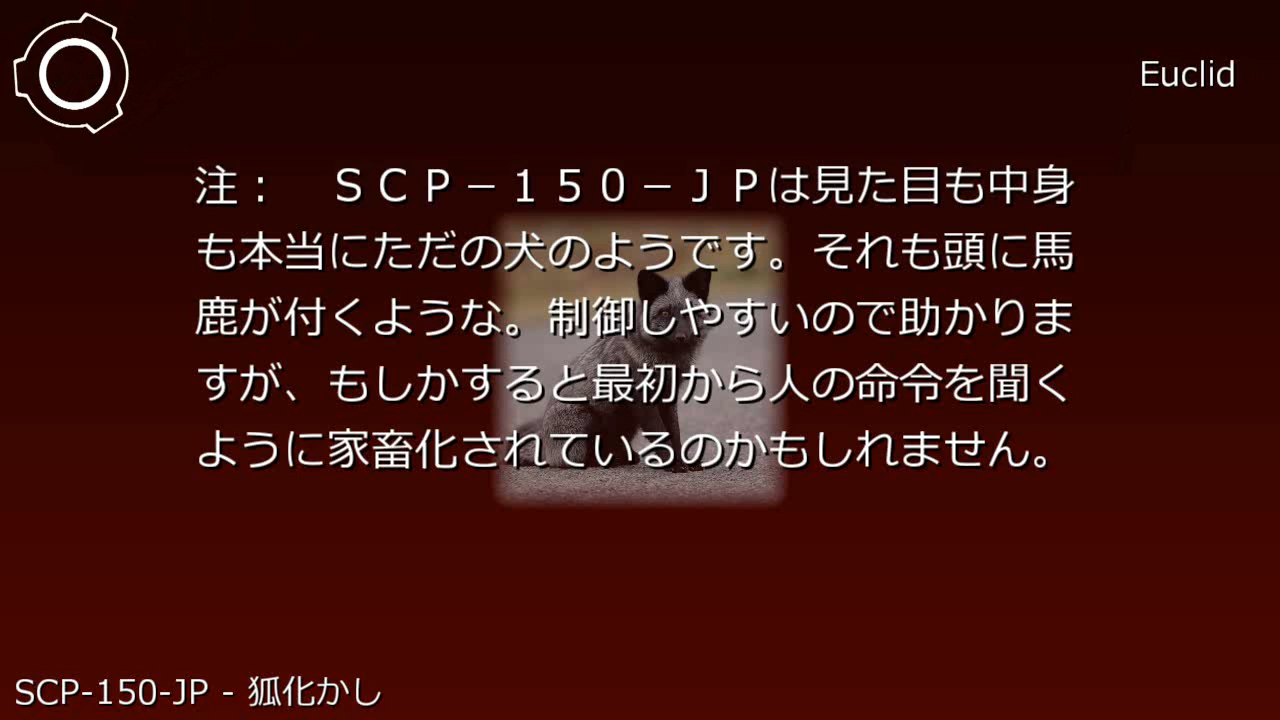 Euclid
注：　ＳＣＰ－１５０－ＪＰは見た目も中身
も本当にただの犬のようです。それも頭に馬
鹿が付くような。制御しやすいので助かりま
すが、もしかすると最初から人の命令を聞く
ように家畜化されているのかもしれません。
SCP-150-JP - 狐化かし